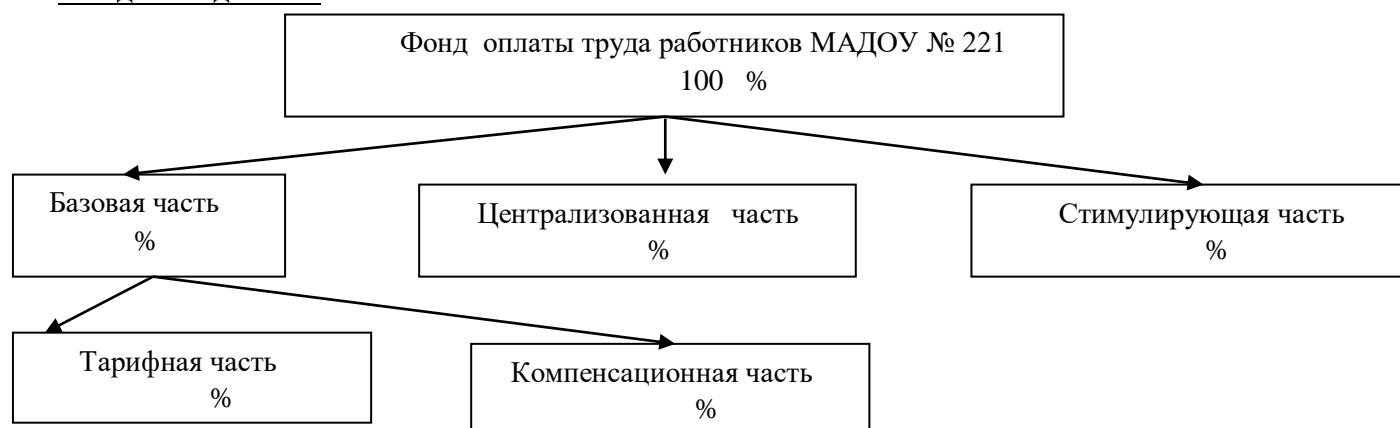 Фонд оплаты труда работников МАДОУ № 221
100 %
Базовая часть
%
Централизованная часть
%
Стимулирующая часть
%
Тарифная часть
%
Компенсационная часть
%